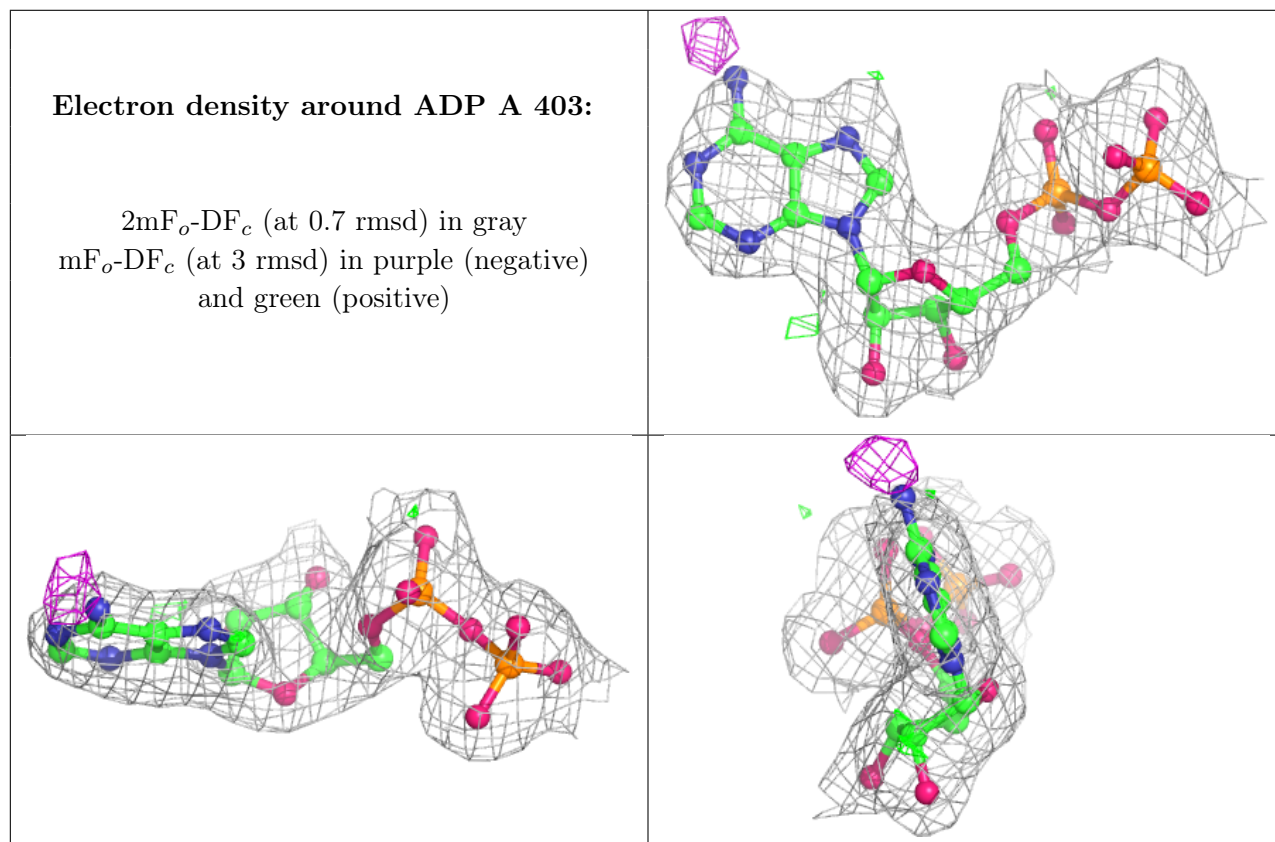 Electron density around ADP A 403:
2mFₒ-DF𝒸 (at 0.7 rmsd) in gray
mFₒ-DF𝒸 (at 3 rmsd) in purple (negative)
and green (positive)